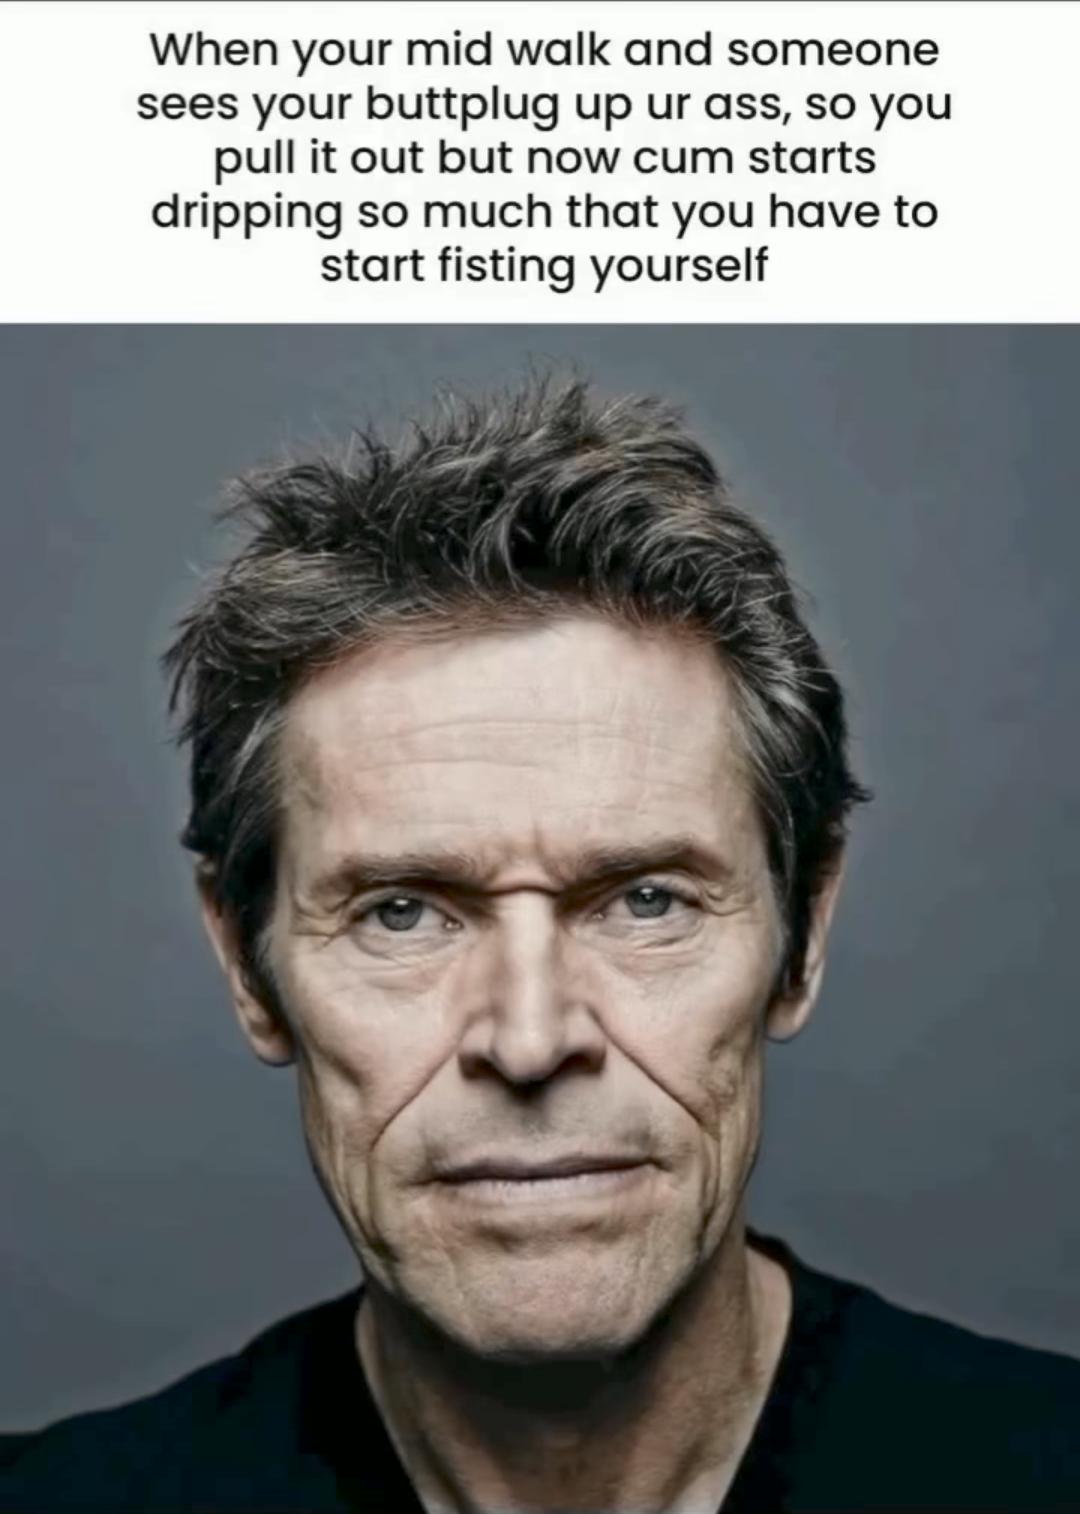 When your mid walk and someone
sees your buttplug up ur ass, so you
pull it out but now cum starts
dripping so much that you have to
start fisting yourself